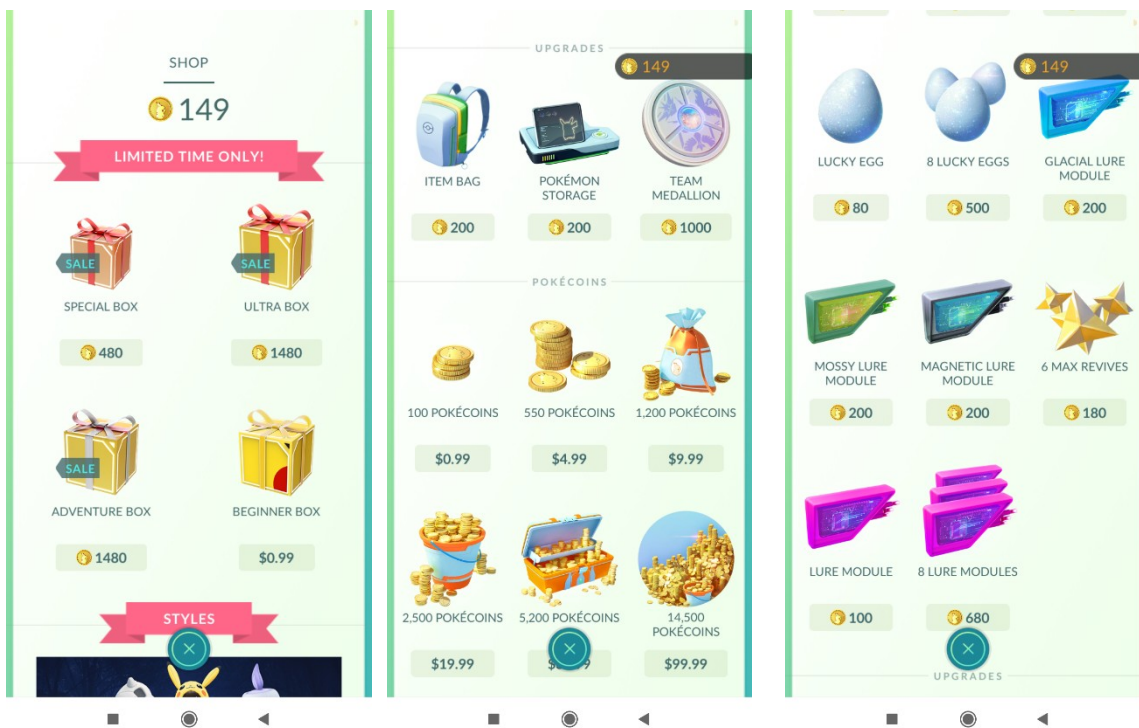 SHOP
149
LIMITED TIME ONLY!
SALE
SALE
SPECIAL BOX
ULTRA BOX
480
1480
SALE
ADVENTURE BOX
BEGINNER BOX
1480
$0.99
STYLES
UPGRADES
149
ITEM BAG
POKÉMON
STORAGE
TEAM
MEDALLION
200
200
1000
POKÉCOINS
100 POKÉCOINS
550 POKÉCOINS
1,200 POKÉCOINS
$0.99
$4.99
$9.99
2,500 POKÉCOINS
5,200 POKÉCOINS
14,500
POKÉCOINS
$19.99
$99.99
149
LUCKY EGG
8 LUCKY EGGS
GLACIAL LURE
MODULE
80
500
200
MOSSY LURE
MODULE
MAGNETIC LURE
MODULE
6 MAX REVIVES
200
200
180
LURE MODULE
8 LURE MODULES
100
680
UPGRADES